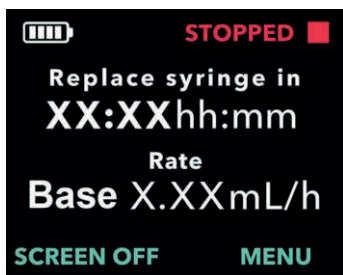 STOPPED
Replace syringe in
XX:XXhh:mm
Rate
Base X.XXmL/h
SCREEN OFF MENU